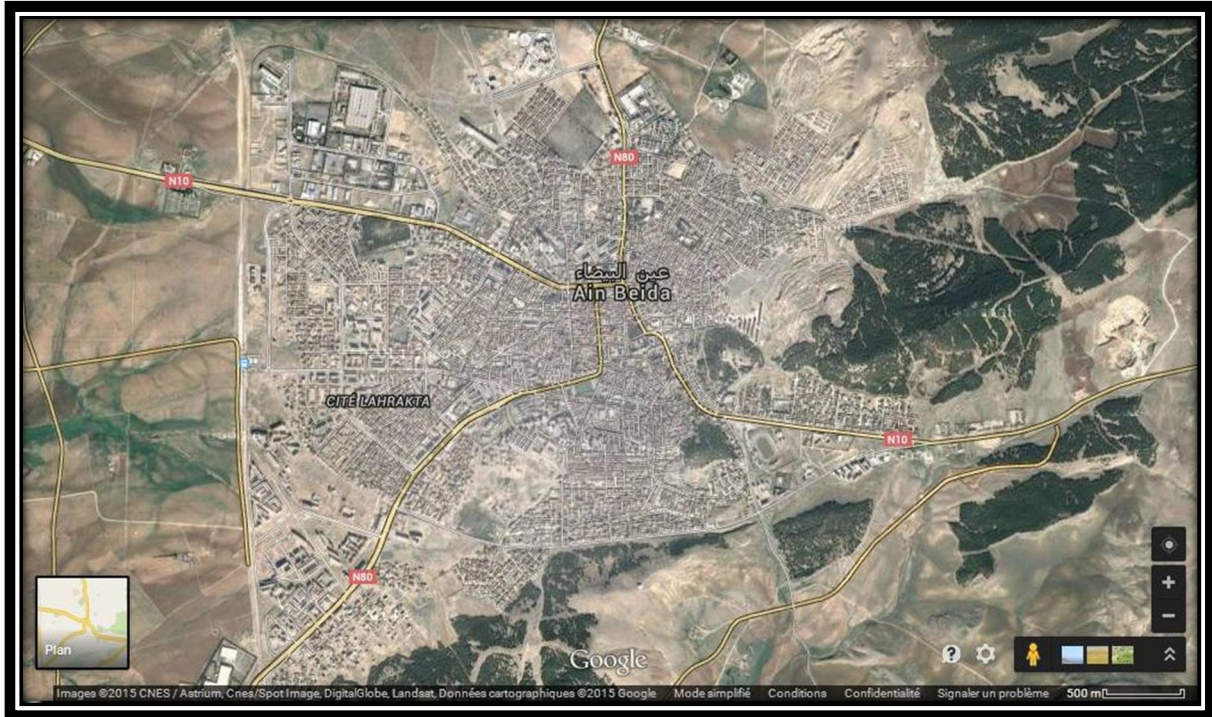 N80
N10
عين البيضاء
Ain Beida
CITÉ LAHRAKTA
N10
N80
Plan
Google
Images ©2015 CNES / Astrium, Cnes/Spot Image, DigitalGlobe, Landsat, Données cartographiques ©2015 Google Mode simplifié Conditions Confidentialité Signaler un problème 500 m